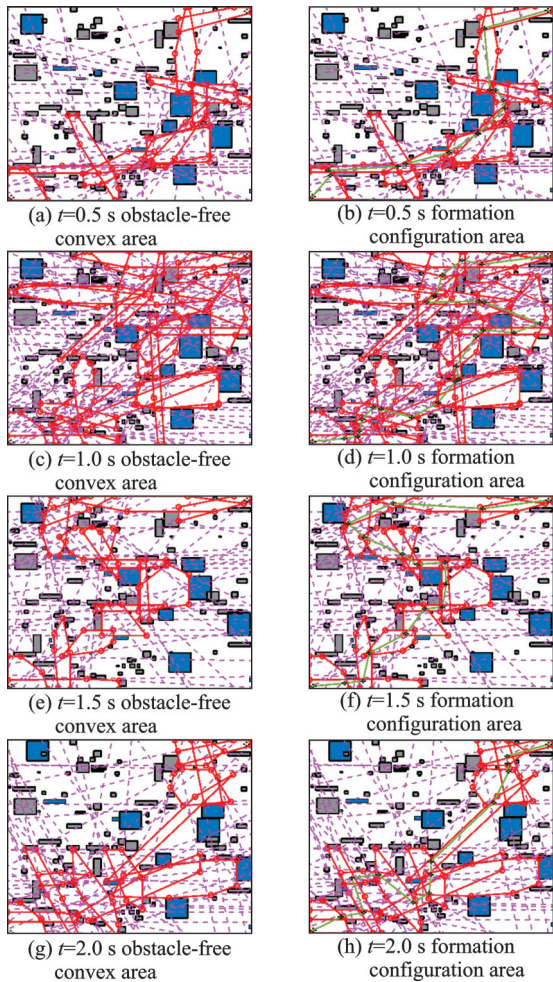 (a) t=0.5 s obstacle-free
convex area
(b) t=0.5 s formation
configuration area
(c) t=1.0 s obstacle-free
convex area
(d) t=1.0 s formation
configuration area
(e) t=1.5 s obstacle-free
convex area
(f) t=1.5 s formation
configuration area
(g) t=2.0 s obstacle-free
convex area
(h) t=2.0 s formation
configuration area